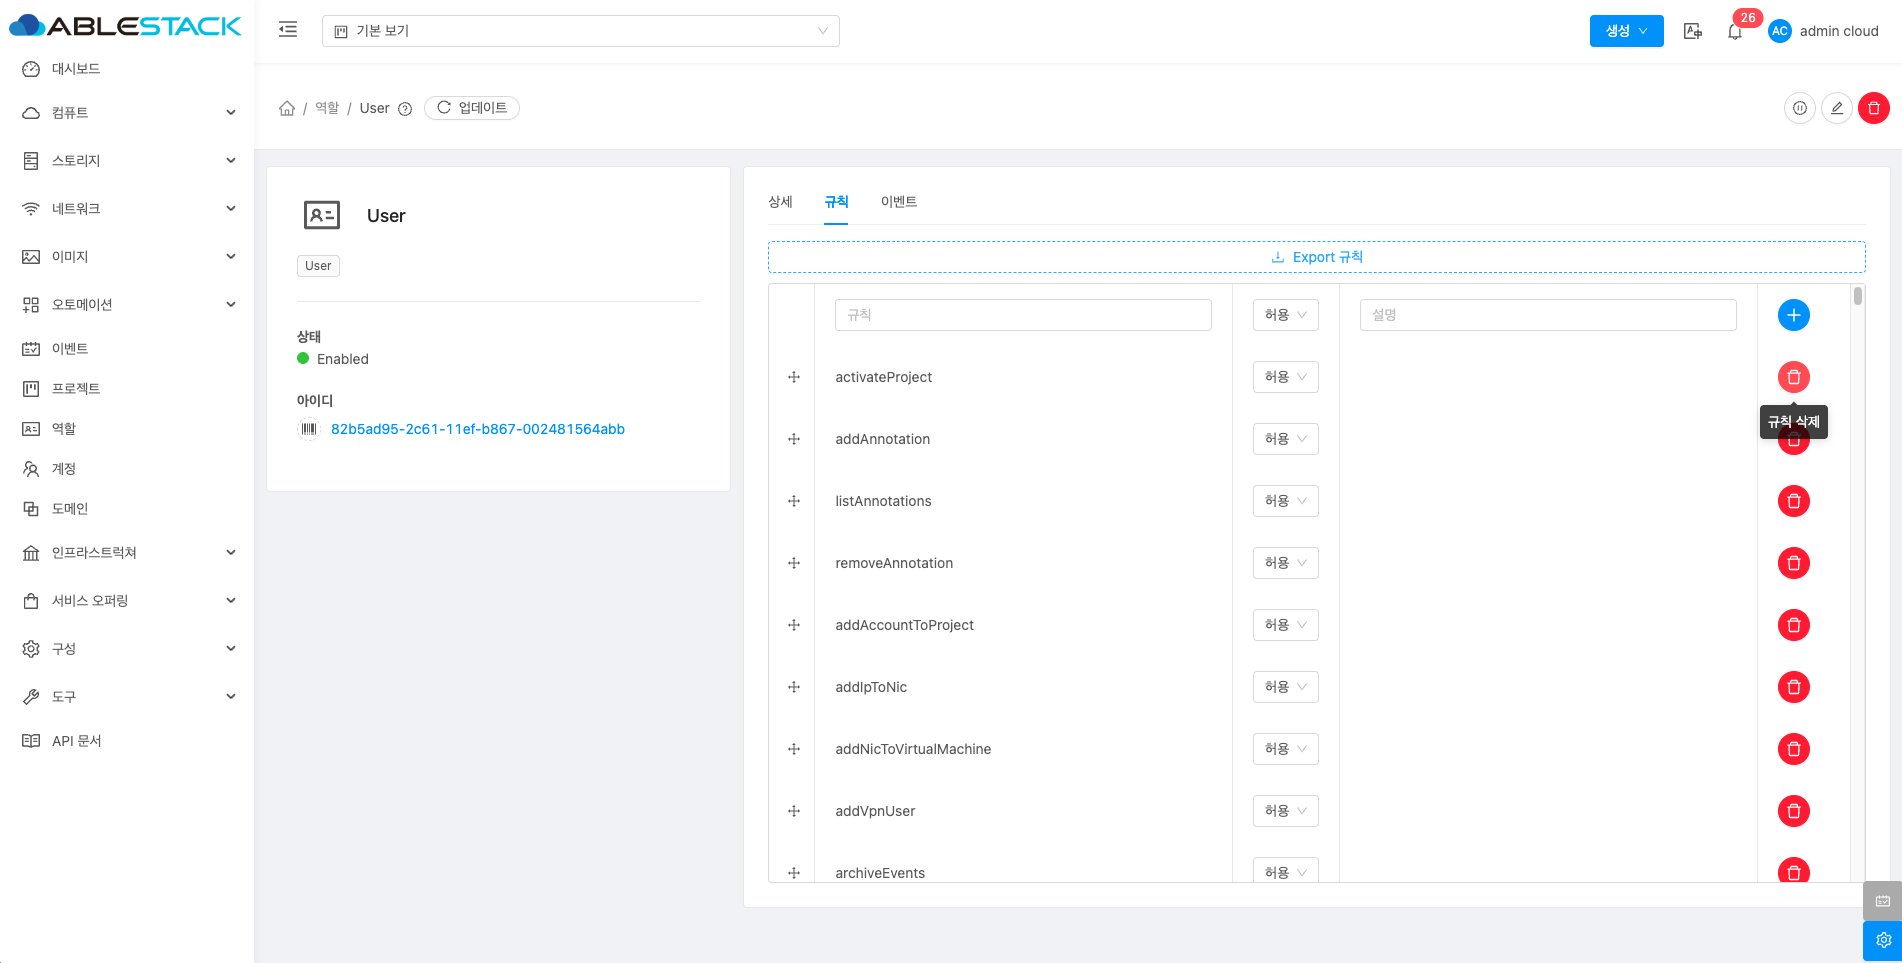 ABLESTACK
기본 보기
생성
26
AC
admin cloud
대시보드
컴퓨트
스토리지
네트워크
이미지
오토메이션
이벤트
프로젝트
역할
계정
도메인
인프라스트럭쳐
서비스 오퍼링
구성
도구
API 문서
/ 역할 / User
업데이트
User
User
상태
Enabled
아이디
82b5ad95-2c61-11ef-b867-002481564abb
상세 규칙 이벤트
Export 규칙
규칙 허용 설명
activateProject 허용
규칙 삭제
addAnnotation 허용
listAnnotations 허용
removeAnnotation 허용
addAccountToProject 허용
addIpToNic 허용
addNicToVirtualMachine 허용
addVpnUser 허용
archiveEvents 허용